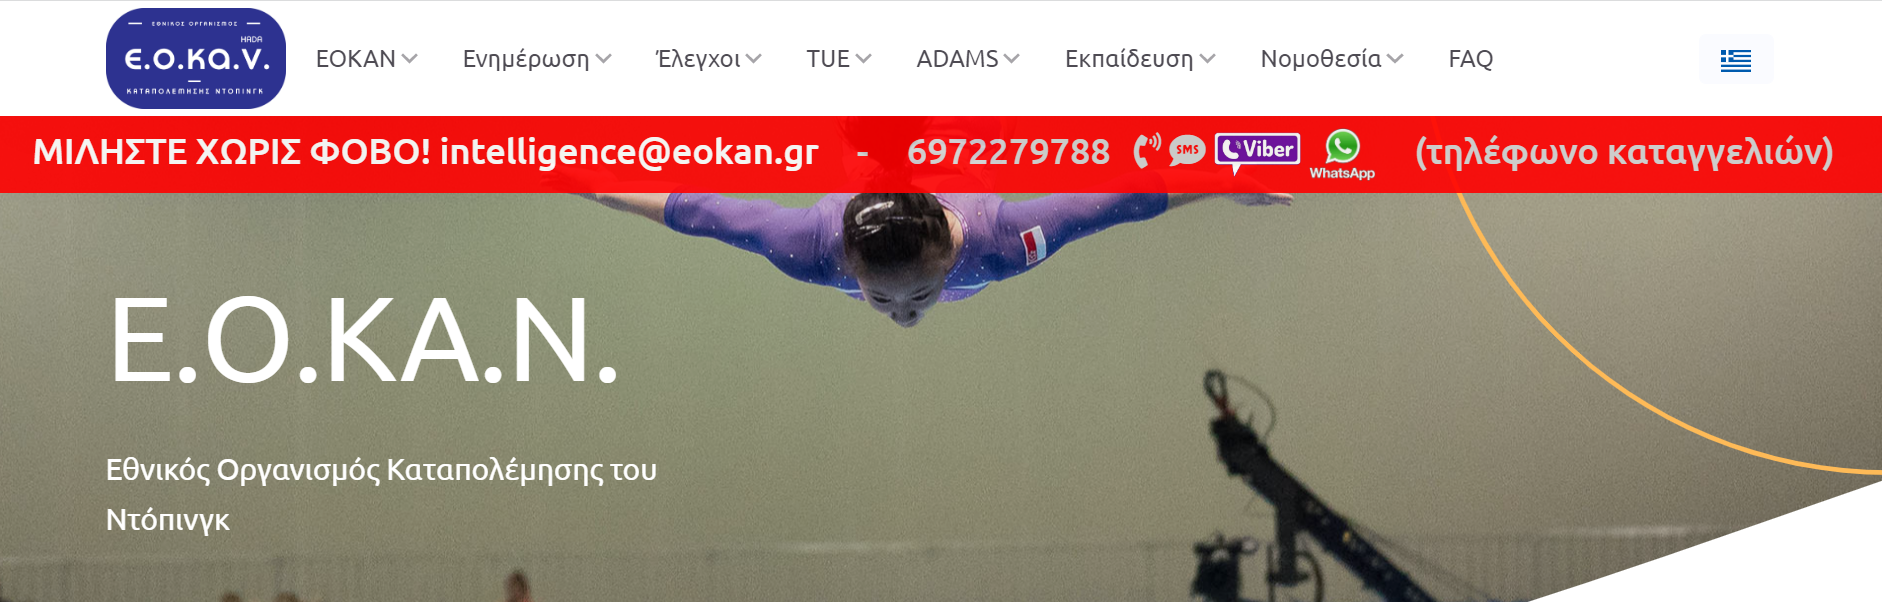 ΕΘΝΙΚΟΣ ΟΡΓΑΝΙΣΜΟΣ
HADA
ε.ο.κα.ν.
ΚΑΤΑΠΟΛΕΜΗΣΗΣ ΝΤΟΠΙΝΓΚ
ΕΟΚΑΝ Ενημέρωση Έλεγχοι TUE ADAMS Εκπαίδευση Νομοθεσία FAQ
ΜΙΛΗΣΤΕ ΧΩΡΙΣ ΦΟΒΟ! intelligence@eokan.gr - 6972279788 SMS Viber WhatsApp (τηλέφωνο καταγγελιών)
Ε.Ο.ΚΑ.Ν.
Εθνικός Οργανισμός Καταπολέμησης του
Ντόπινγκ